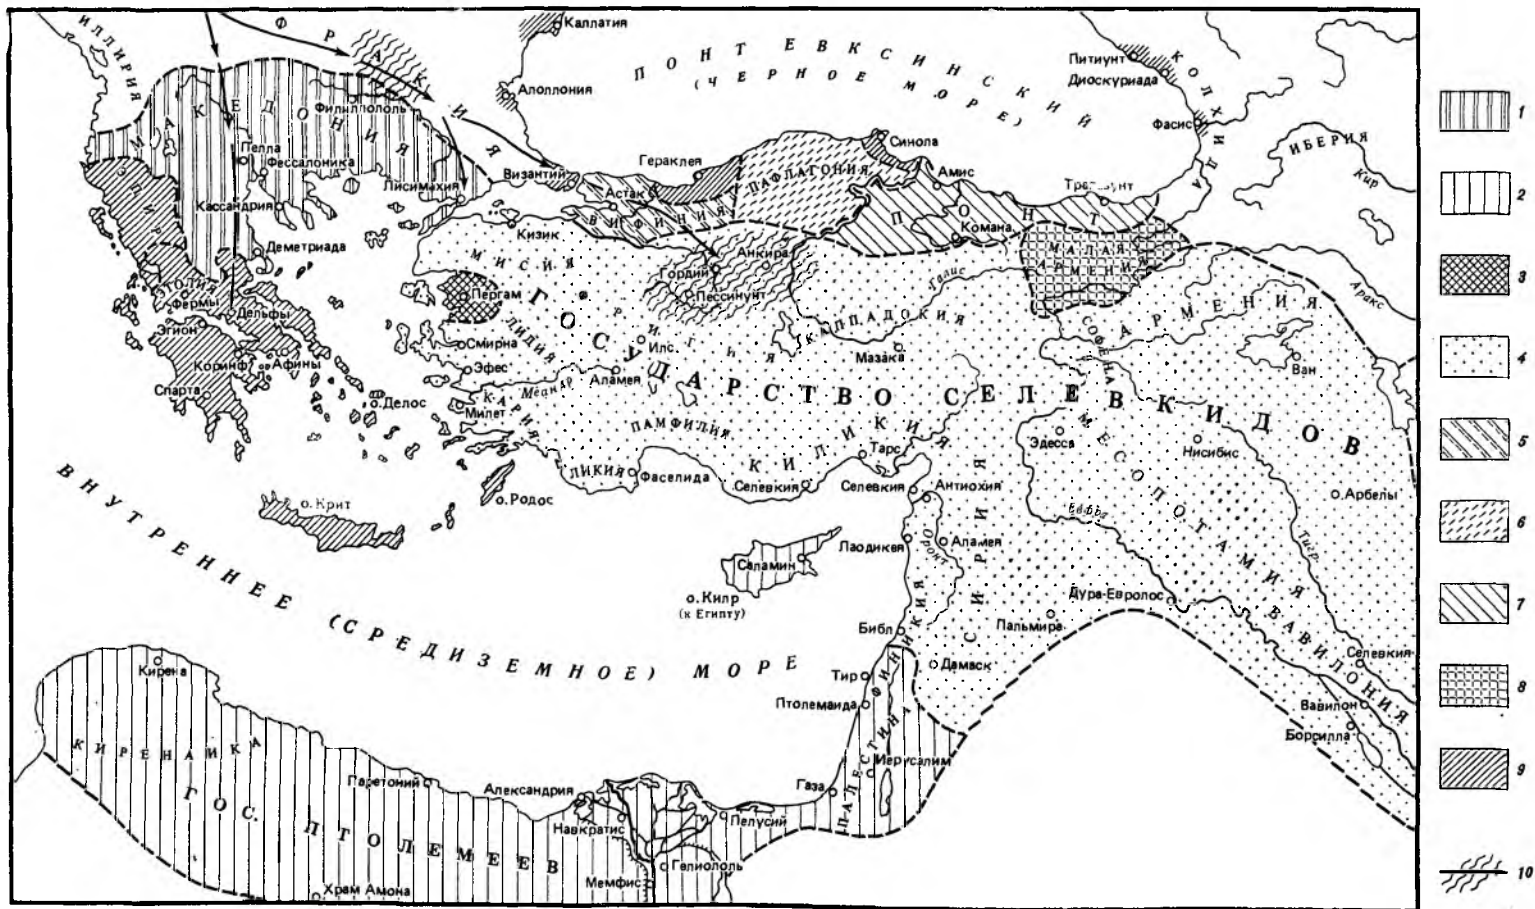 ИЛЛИРИЯ
ФРАКИЯ
Каллатия
ПОНТ ЕВКСИНСКИЙ
(ЧЕРНОЕ МОРЕ)
Питиунт
Диоскуриада
КОЛХИДА
Аполлония
Фасис
ИБЕРИЯ
Кир
Аракс
МАКЕДОНИЯ
Филиппополь
Пелла
Фессалоника
Лисимахия
Кассандрия
Деметриада
ЭПИР
ЭТОЛИЯ
Фермы
Дельфы
Эгион
Коринф
Афины
Спарта
о.Делос
Византий
Астак
Гераклея
ВИФИНИЯ
ПАФЛАГОНИЯ
Синопа
Амис
Трапезунт
ПОНТ
Комана
МАЛАЯ
АРМЕНИЯ
Кизик
МИСИЯ
Пергам
ЛИДИЯ
Смирна
Эфес
Меандр
Апамея
КАРИЯ
Милет
Гордий
Анкира
Пессинунт
Галис
КАППАДОКИЯ
Мазака
ФРИГИЯ
Ипс
ГОСУДАРСТВО СЕЛЕВКИДОВ
СОФЕНА
АРМЕНИЯ
Ван
ПАМФИЛИЯ
ЛИКИЯ
Фаселида
КИЛИКИЯ
Тарс
Селевкия
Селевкия
Антиохия
Эдесса
Нисибис
МЕСОПОТАМИЯ
о.Арбелы
Тигр
Евфрат
о.Родос
о.Крит
Саламин
о.Кипр
(к Египту)
Лаодикея
Оронт
Апамея
СИРИЯ
Дура-Европос
Пальмира
Библ
ФИНИКИЯ
Дамаск
Тир
Птолемаида
ПАЛЕСТИНА
Иерусалим
Газа
ВАВИЛОНИЯ
Селевкия
Вавилон
Борсиппа
ВНУТРЕННЕЕ (СРЕДИЗЕМНОЕ) МОРЕ
Кирена
КИРЕНАИКА
ГОС. ПТОЛЕМЕЕВ
Паретоний
Александрия
Навкратис
Пелусий
Гелиополь
Мемфис
Храм Амона
1
2
3
4
5
6
7
8
9
10